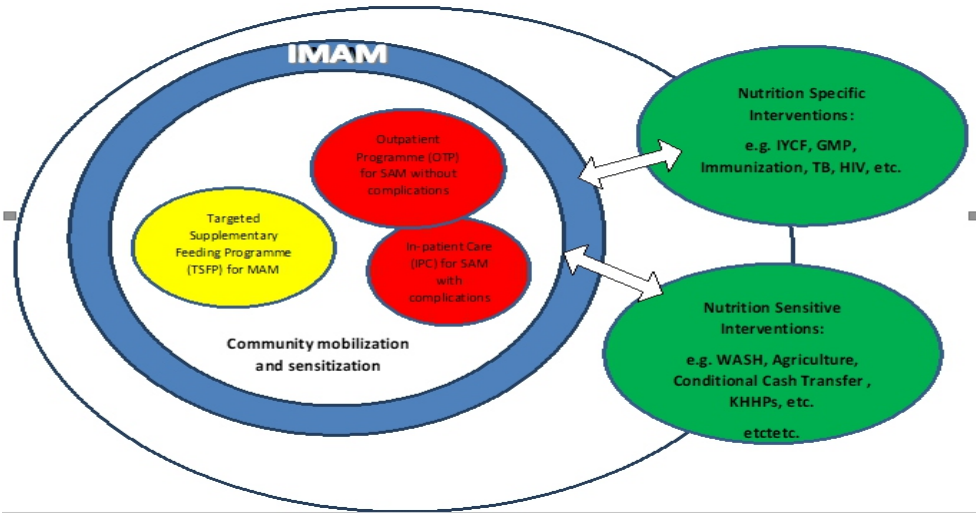 IMAM
Outpatient
Programme (OTP)
for SAM without
complications
Targeted
Supplementary
Feeding Programme
(TSFP) for MAM
In-patient Care
(IPC) for SAM
with
complications
Community mobilization
and sensitization
Nutrition Specific
Interventions:
e.g. IYCF, GMP,
Immunization, TB, HIV, etc.
Nutrition Sensitive
Interventions:
e.g. WASH, Agriculture,
Conditional Cash Transfer ,
KHHPs, etc.
etctetc.